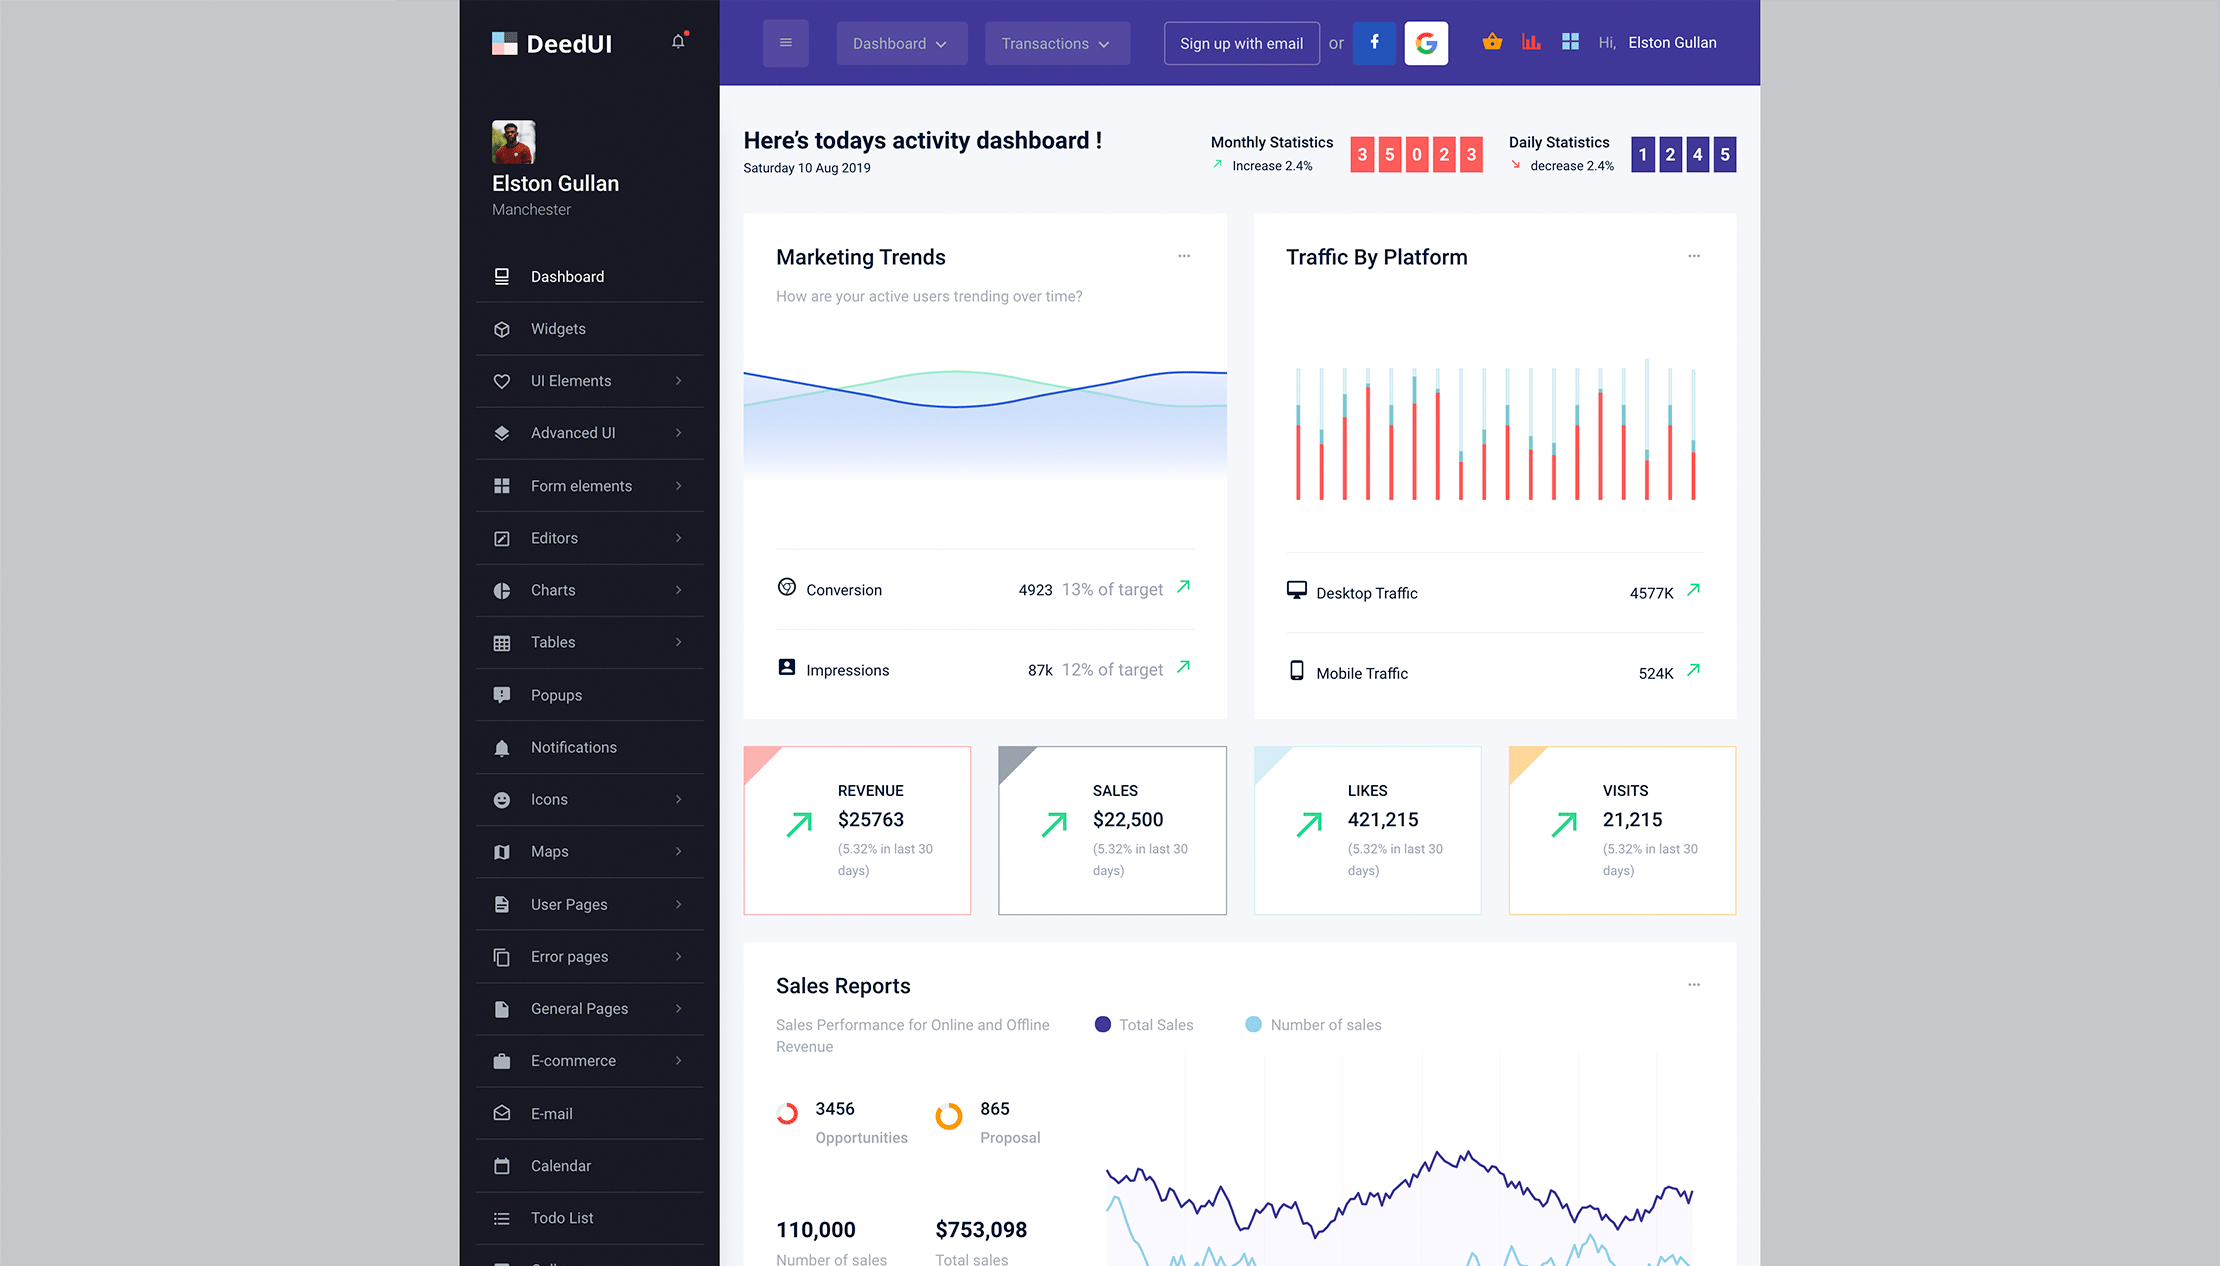 DeedUI
Elston Gullan
Manchester
Dashboard
Widgets
UI Elements
Advanced UI
Form elements
Editors
Charts
Tables
Popups
Notifications
Icons
Maps
User Pages
Error pages
General Pages
E-commerce
E-mail
Calendar
Todo List
Dashboard
Transactions
Sign up with email
or
f
G
Hi, Elston Gullan
Here's todays activity dashboard !
Saturday 10 Aug 2019
Monthly Statistics
Increase 2.4%
3 5 0 2 3
Daily Statistics
decrease 2.4%
1 2 4 5
Marketing Trends
How are your active users trending over time?
Conversion 4923 13% of target
Impressions 87k 12% of target
Traffic By Platform
Desktop Traffic 4577K
Mobile Traffic 524K
REVENUE
$25763
(5.32% in last 30
days)
SALES
$22,500
(5.32% in last 30
days)
LIKES
421,215
(5.32% in last 30
days)
VISITS
21,215
(5.32% in last 30
days)
Sales Reports
Sales Performance for Online and Offline
Revenue
Total Sales
Number of sales
3456
Opportunities
865
Proposal
110,000
Number of sales
$753,098
Total sales